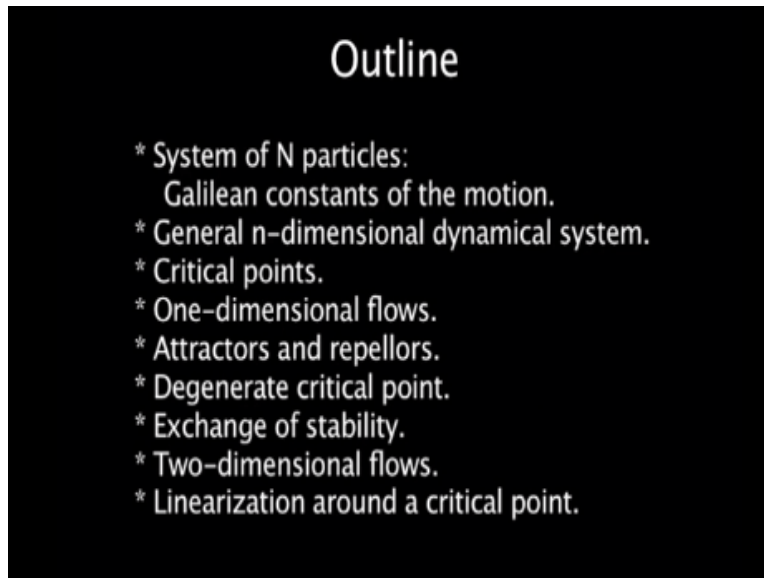 Outline
* System of N particles:
Galilean constants of the motion.
* General n-dimensional dynamical system.
* Critical points.
* One-dimensional flows.
* Attractors and repellors.
* Degenerate critical point.
* Exchange of stability.
* Two-dimensional flows.
* Linearization around a critical point.